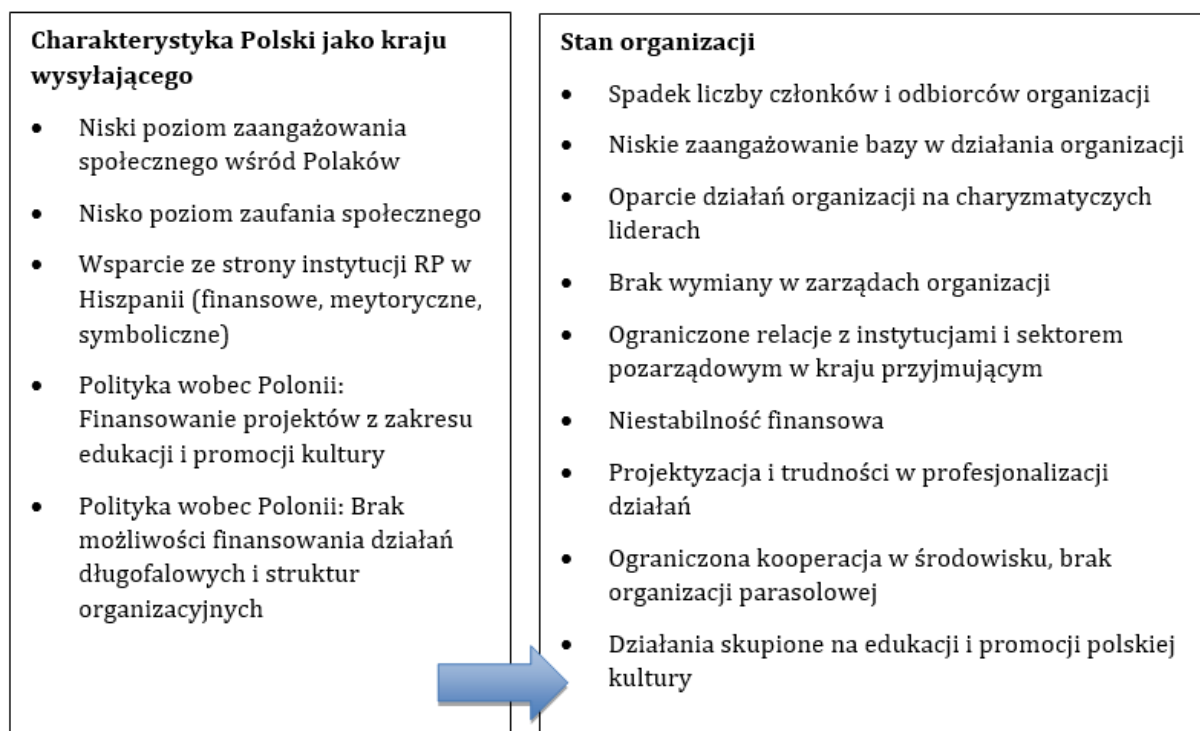 Charakterystyka Polski jako kraju
wysyłającego
• Niski poziom zaangażowania
społecznego wśród Polaków
• Nisko poziom zaufania społecznego
• Wsparcie ze strony instytucji RP w
Hiszpanii (finansowe, meytoryczne,
symboliczne)
• Polityka wobec Polonii:
Finansowanie projektów z zakresu
edukacji i promocji kultury
• Polityka wobec Polonii: Brak
możliwości finansowania działań
długofalowych i struktur
organizacyjnych
Stan organizacji
• Spadek liczby członków i odbiorców organizacji
• Niskie zaangażowanie bazy w działania organizacji
• Oparcie działań organizacji na charyzmatyczych
liderach
• Brak wymiany w zarządach organizacji
• Ograniczone relacje z instytucjami i sektorem
pozarządowym w kraju przyjmującym
• Niestabilność finansowa
• Projektyzacja i trudności w profesjonalizacji
działań
• Ograniczona kooperacja w środowisku, brak
organizacji parasolowej
• Działania skupione na edukacji i promocji polskiej
kultury